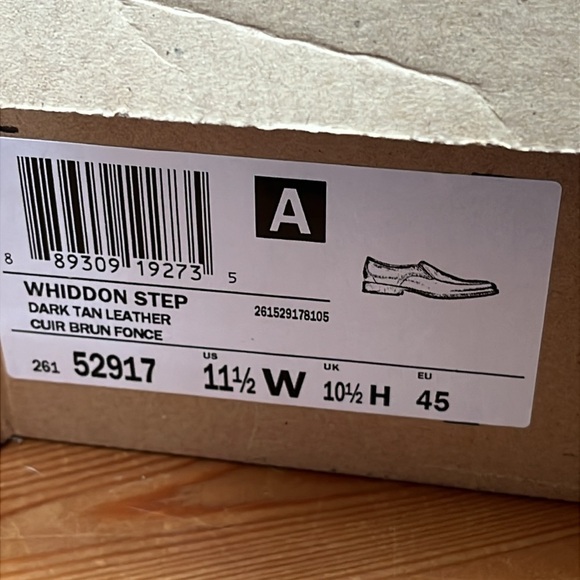 A
8 89309 19273 5
WHIDDON STEP
DARK TAN LEATHER
CUIR BRUN FONCE
261529178105
261 52917
US 11½ W
UK 10½ H
EU 45